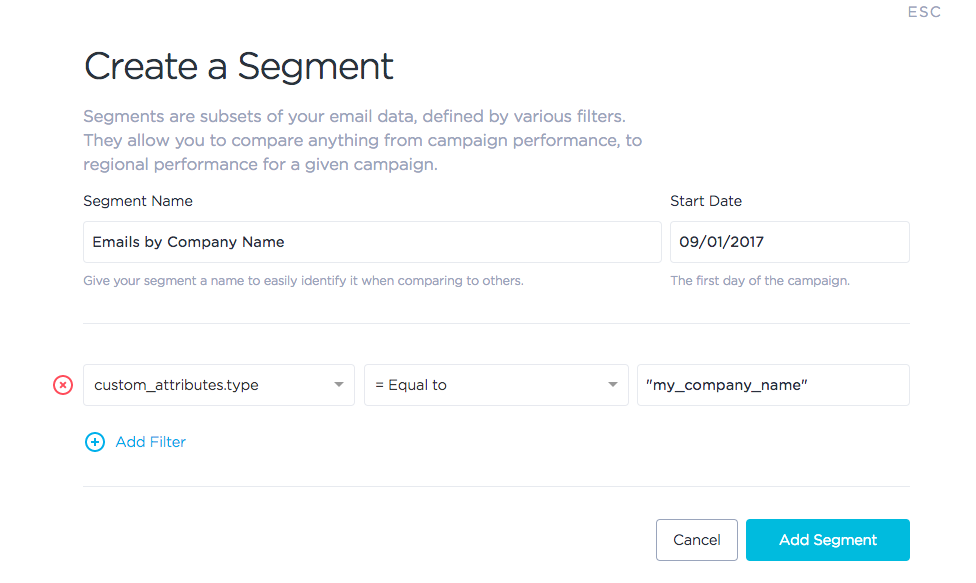 ESC
Create a Segment
Segments are subsets of your email data, defined by various filters.
They allow you to compare anything from campaign performance, to
regional performance for a given campaign.
Segment Name
Start Date
Emails by Company Name
09/01/2017
Give your segment a name to easily identify it when comparing to others.
The first day of the campaign.
custom_attributes.type
= Equal to
"my_company_name"
Add Filter
Cancel
Add Segment